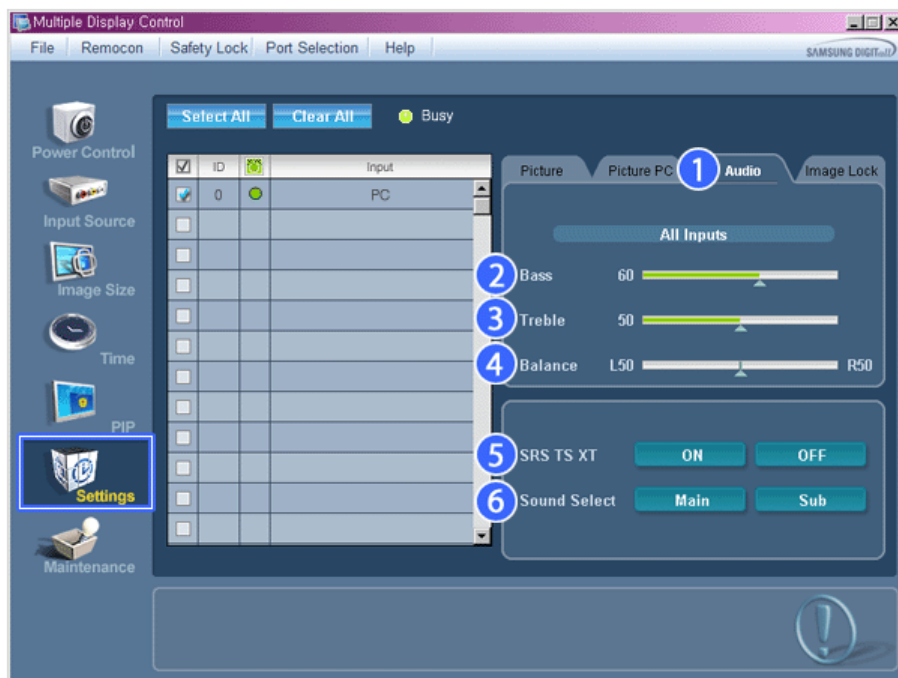 Multiple Display Control
File Remocon Safety Lock Port Selection Help
SAMSUNG DIGITall
Select All Clear All Busy
Power Control
ID Input
Picture Picture PC 1 Audio Image Lock
0 PC
Input Source
All Inputs
Image Size
2 Bass 60
3 Treble 50
Time
4 Balance L50 R50
PIP
5 SRS TS XT ON OFF
Settings
6 Sound Select Main Sub
Maintenance